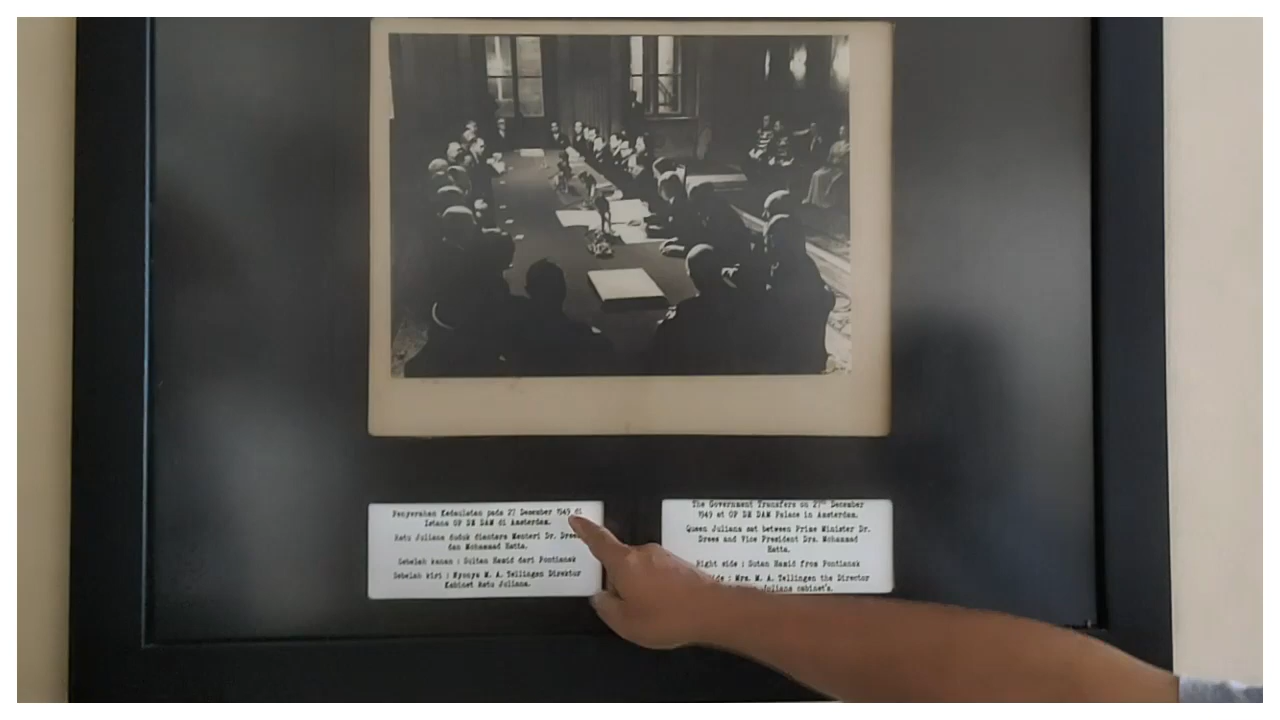 Penyerahan Kedaulatan pada 27 Desember 1949 di
Istana OP DE DAM di Amsterdam.
Ratu Juliana duduk diantara Menteri Dr. Drees
dan Mohammad Hatta.
Sebelah kanan : Sultan Hamid dari Pontianak
Sebelah kiri : Nyonya M. A. Tellingen Direktur
Kabinet Ratu Juliana.
The Government Transfers on 27th December
1949 at OP DE DAM Palace in Amsterdam.
Queen Juliana sat between Prime Minister Dr.
Drees and Vice President Drs. Mohammad
Hatta.
Right side : Sutan Hamid from Pontianak
side : Mrs. M. A. Tellingen the Director
Juliana cabinet's.